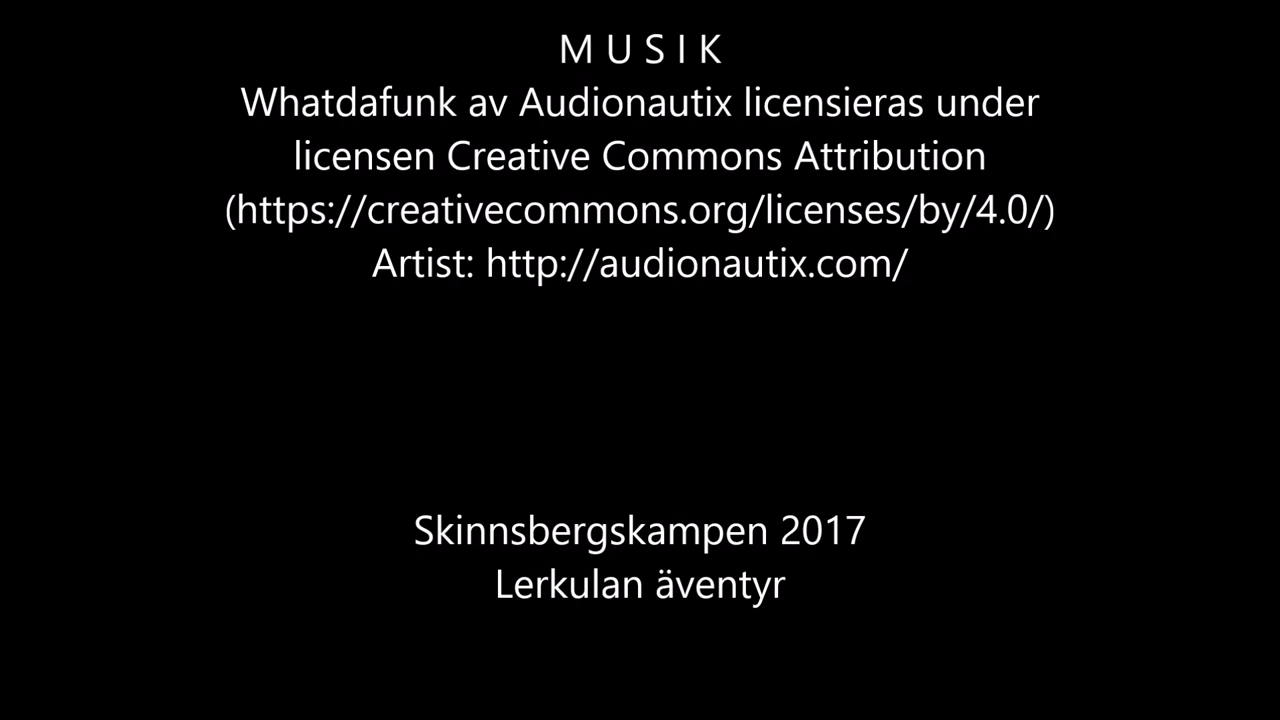 M U S I K
Whatdafunk av Audionautix licensieras under
licensen Creative Commons Attribution
(https://creativecommons.org/licenses/by/4.0/)
Artist: http://audionautix.com/
Skinnsbergskampen 2017
Lerkulan äventyr